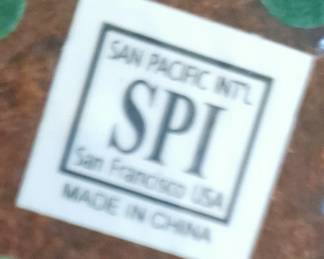 SAN PACIFIC INT'L
SPI
San Francisco USA
MADE IN CHINA